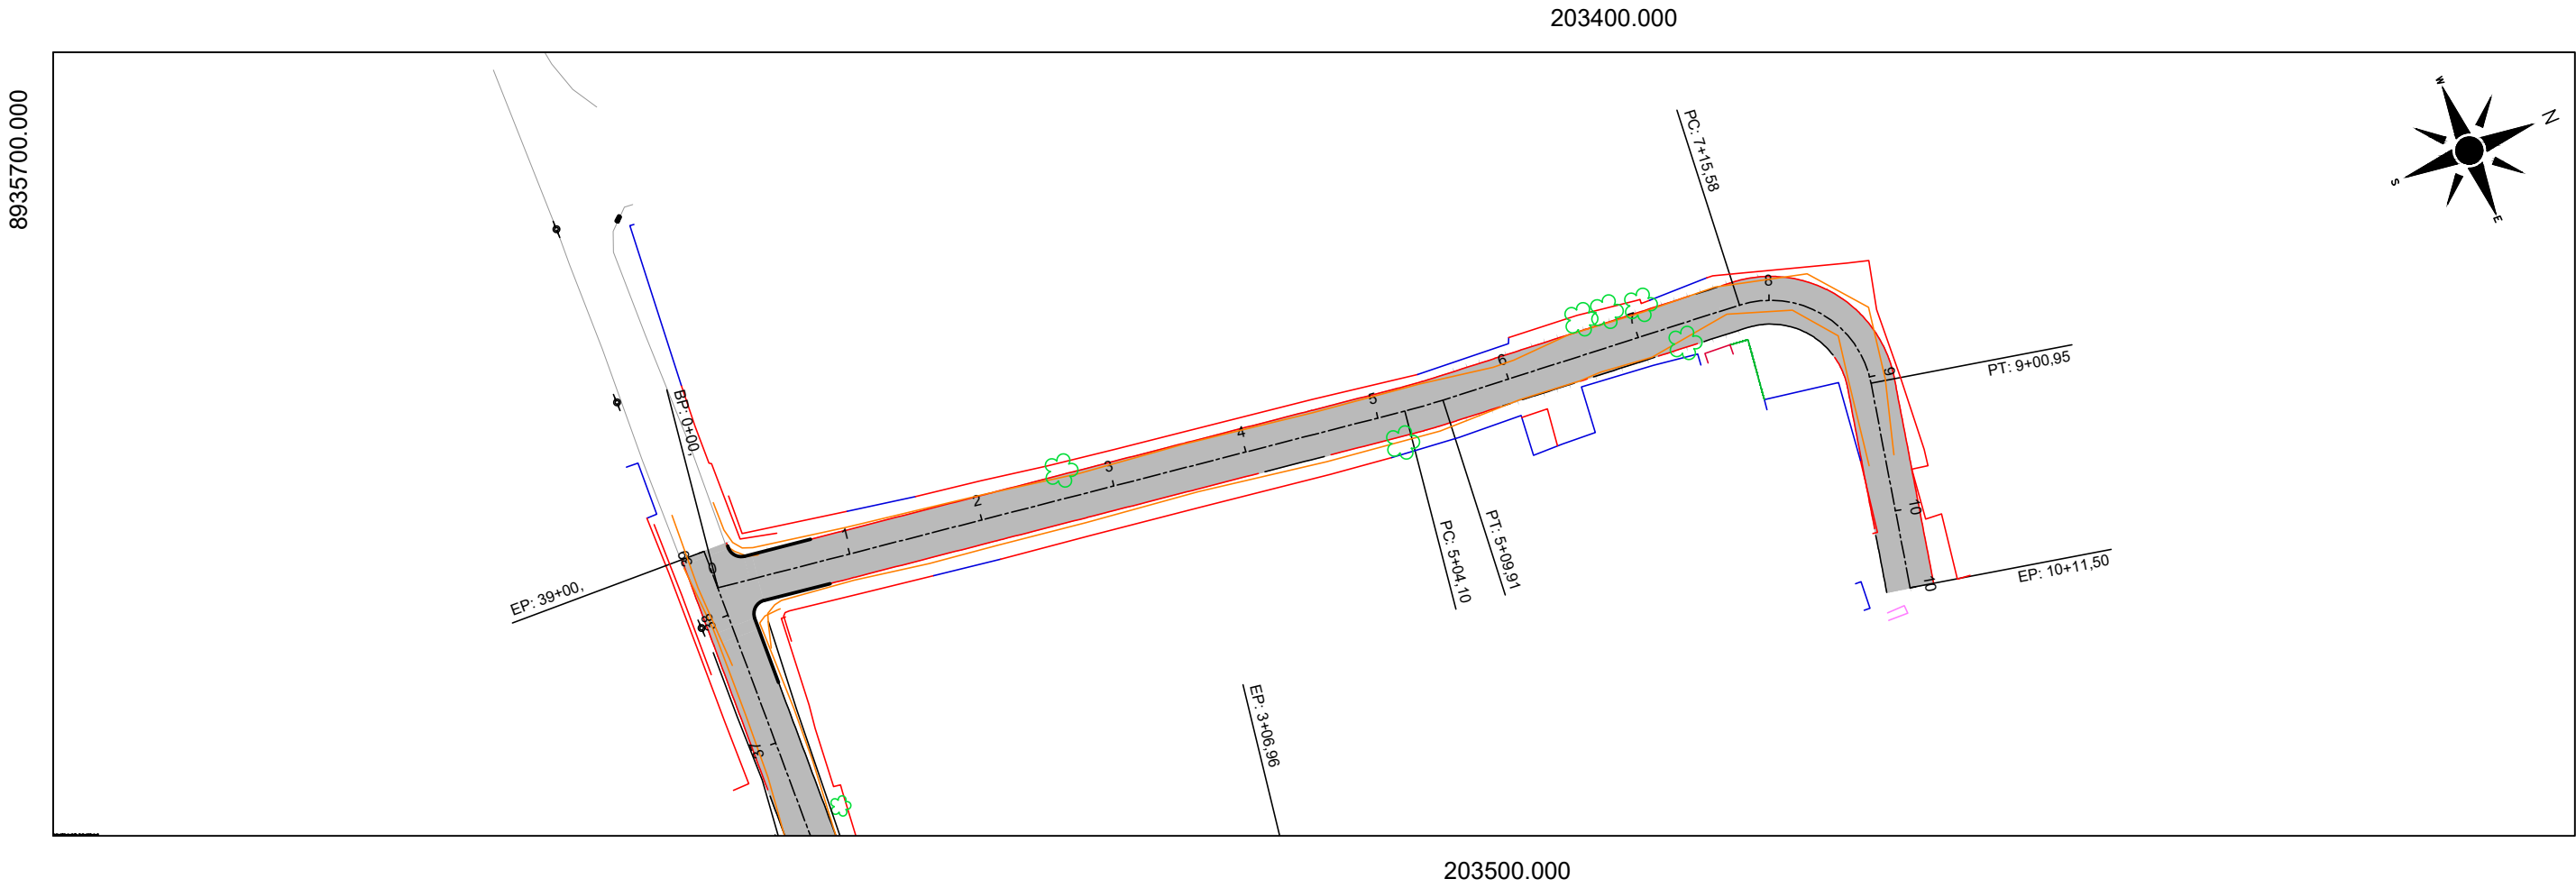 203400.000
8935700.000
W
N
S
E
PC: 7+15,58
8
7
6
9
PT: 9+00,95
BP: 0+00,
5
4
3
2
1
0
10
PC: 5+04,10
PT: 5+09,91
39
EP: 39+00,
EP: 10+11,50
10
38
EP: 3+06,96
37
203500.000